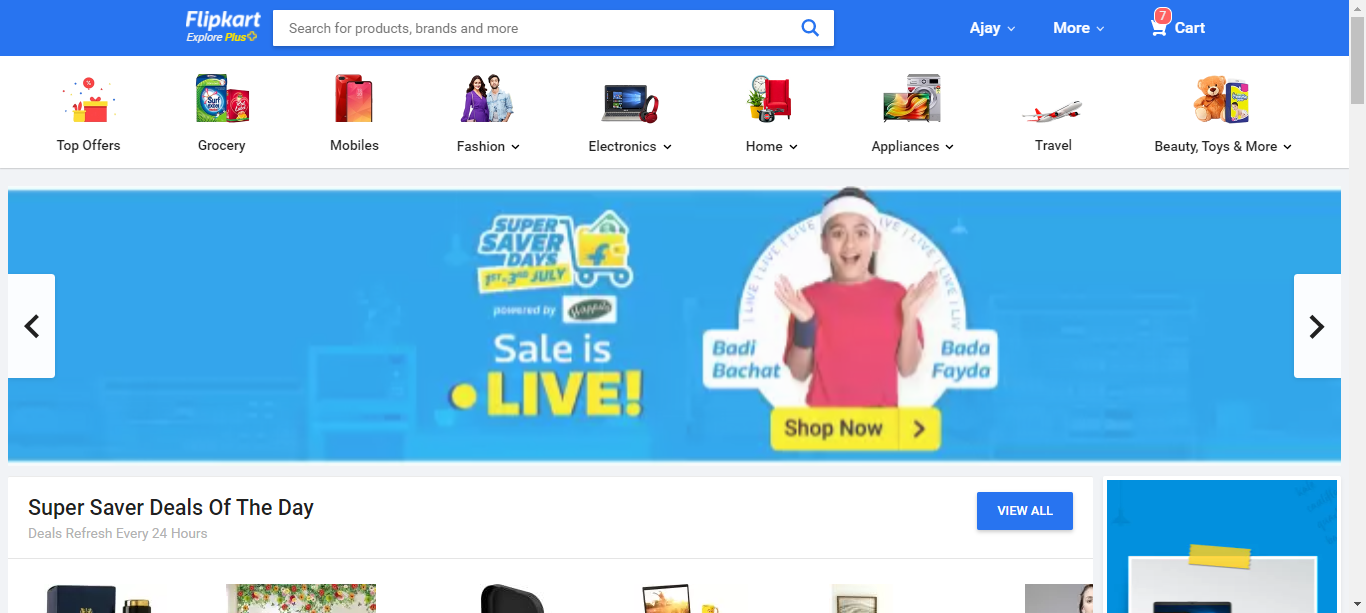 Flipkart
Explore Plus
Search for products, brands and more
Ajay
More
7
Cart
Top Offers
Grocery
Mobiles
Fashion
Electronics
Home
Appliances
Travel
Beauty, Toys & More
SUPER
SAVER
DAYS
1ST-3RD JULY
powered by
Sale is
LIVE!
LIVE | LIVE | LIVE | LIVE
Badi
Bachat
Bada
Fayda
Shop Now
Super Saver Deals Of The Day
Deals Refresh Every 24 Hours
VIEW ALL